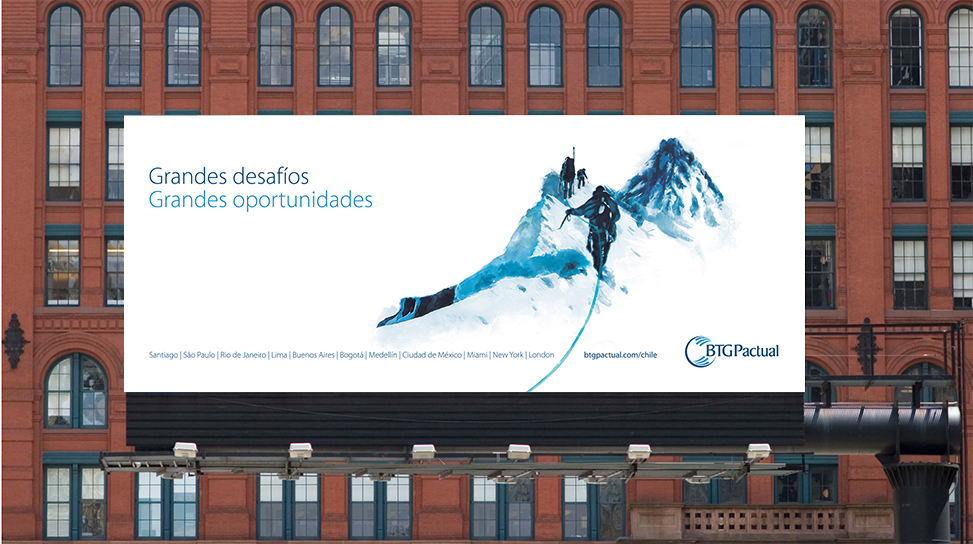 Grandes desafíos
Grandes oportunidades
Santiago | São Paulo | Rio de Janeiro | Lima | Buenos Aires | Bogotá | Medellín | Ciudad de México | Miami | New York | London
btgpactual.com/chile
BTGPactual